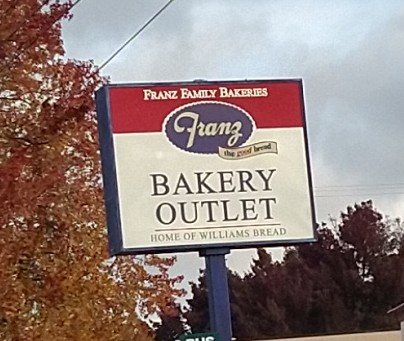 FRANZ FAMILY BAKERIES
Franz
the good bread
BAKERY
OUTLET
HOME OF WILLIAMS BREAD